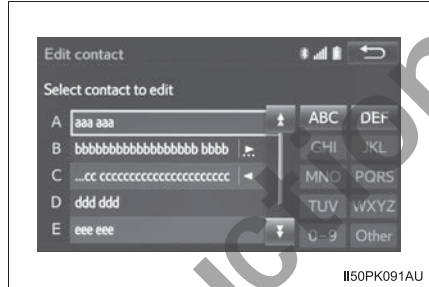 Edit contact
Select contact to edit
A aaa aaa ABC DEF
B bbbbbbbbbbbbbbbbbb bbbb GHI JKL
C ...cc ccccccccccccccccccccccc MNO PQRS
D ddd ddd TUV WXYZ
E eee eee 0-9 Other
II50PK091AU